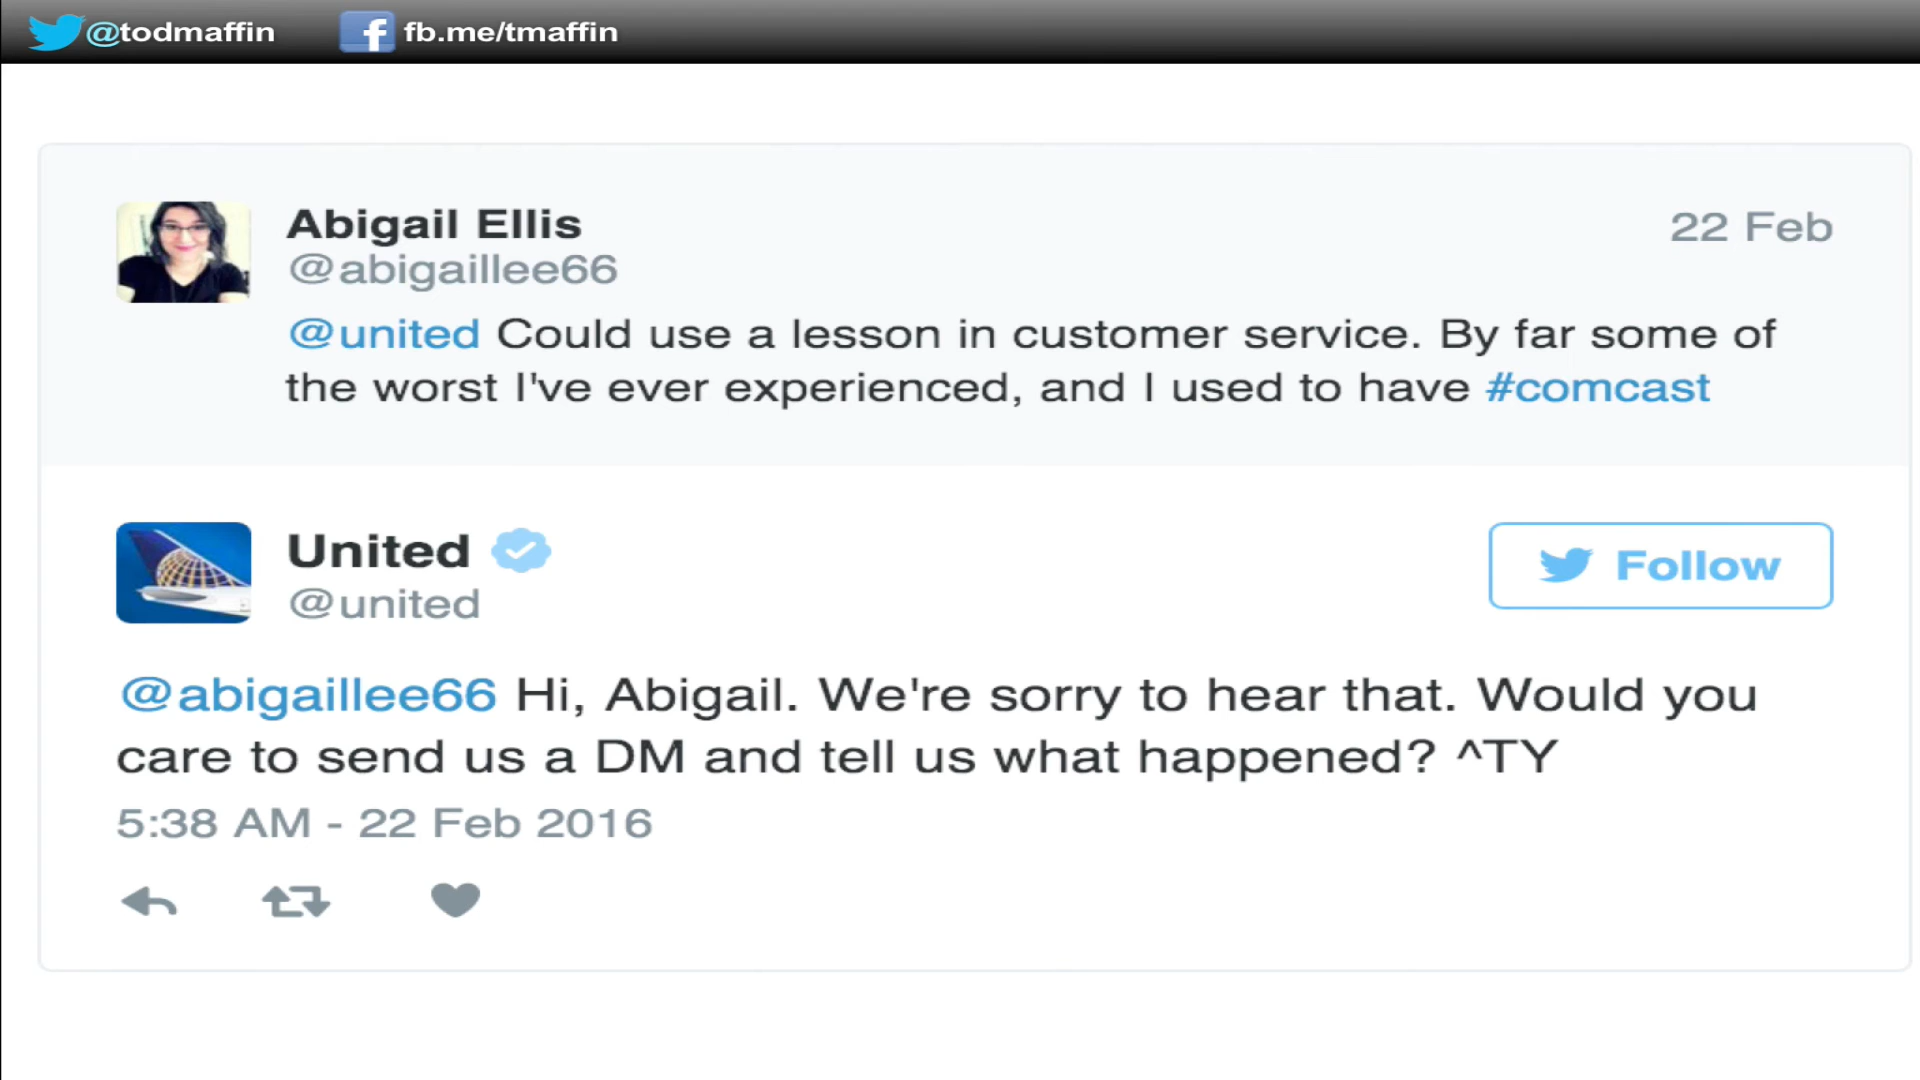 @todmaffin fb.me/tmaffin
Abigail Ellis
22 Feb
@abigaillee66
@united Could use a lesson in customer service. By far some of
the worst I've ever experienced, and I used to have #comcast
United
@united
Follow
@abigaillee66 Hi, Abigail. We're sorry to hear that. Would you
care to send us a DM and tell us what happened? ^TY
5:38 AM - 22 Feb 2016